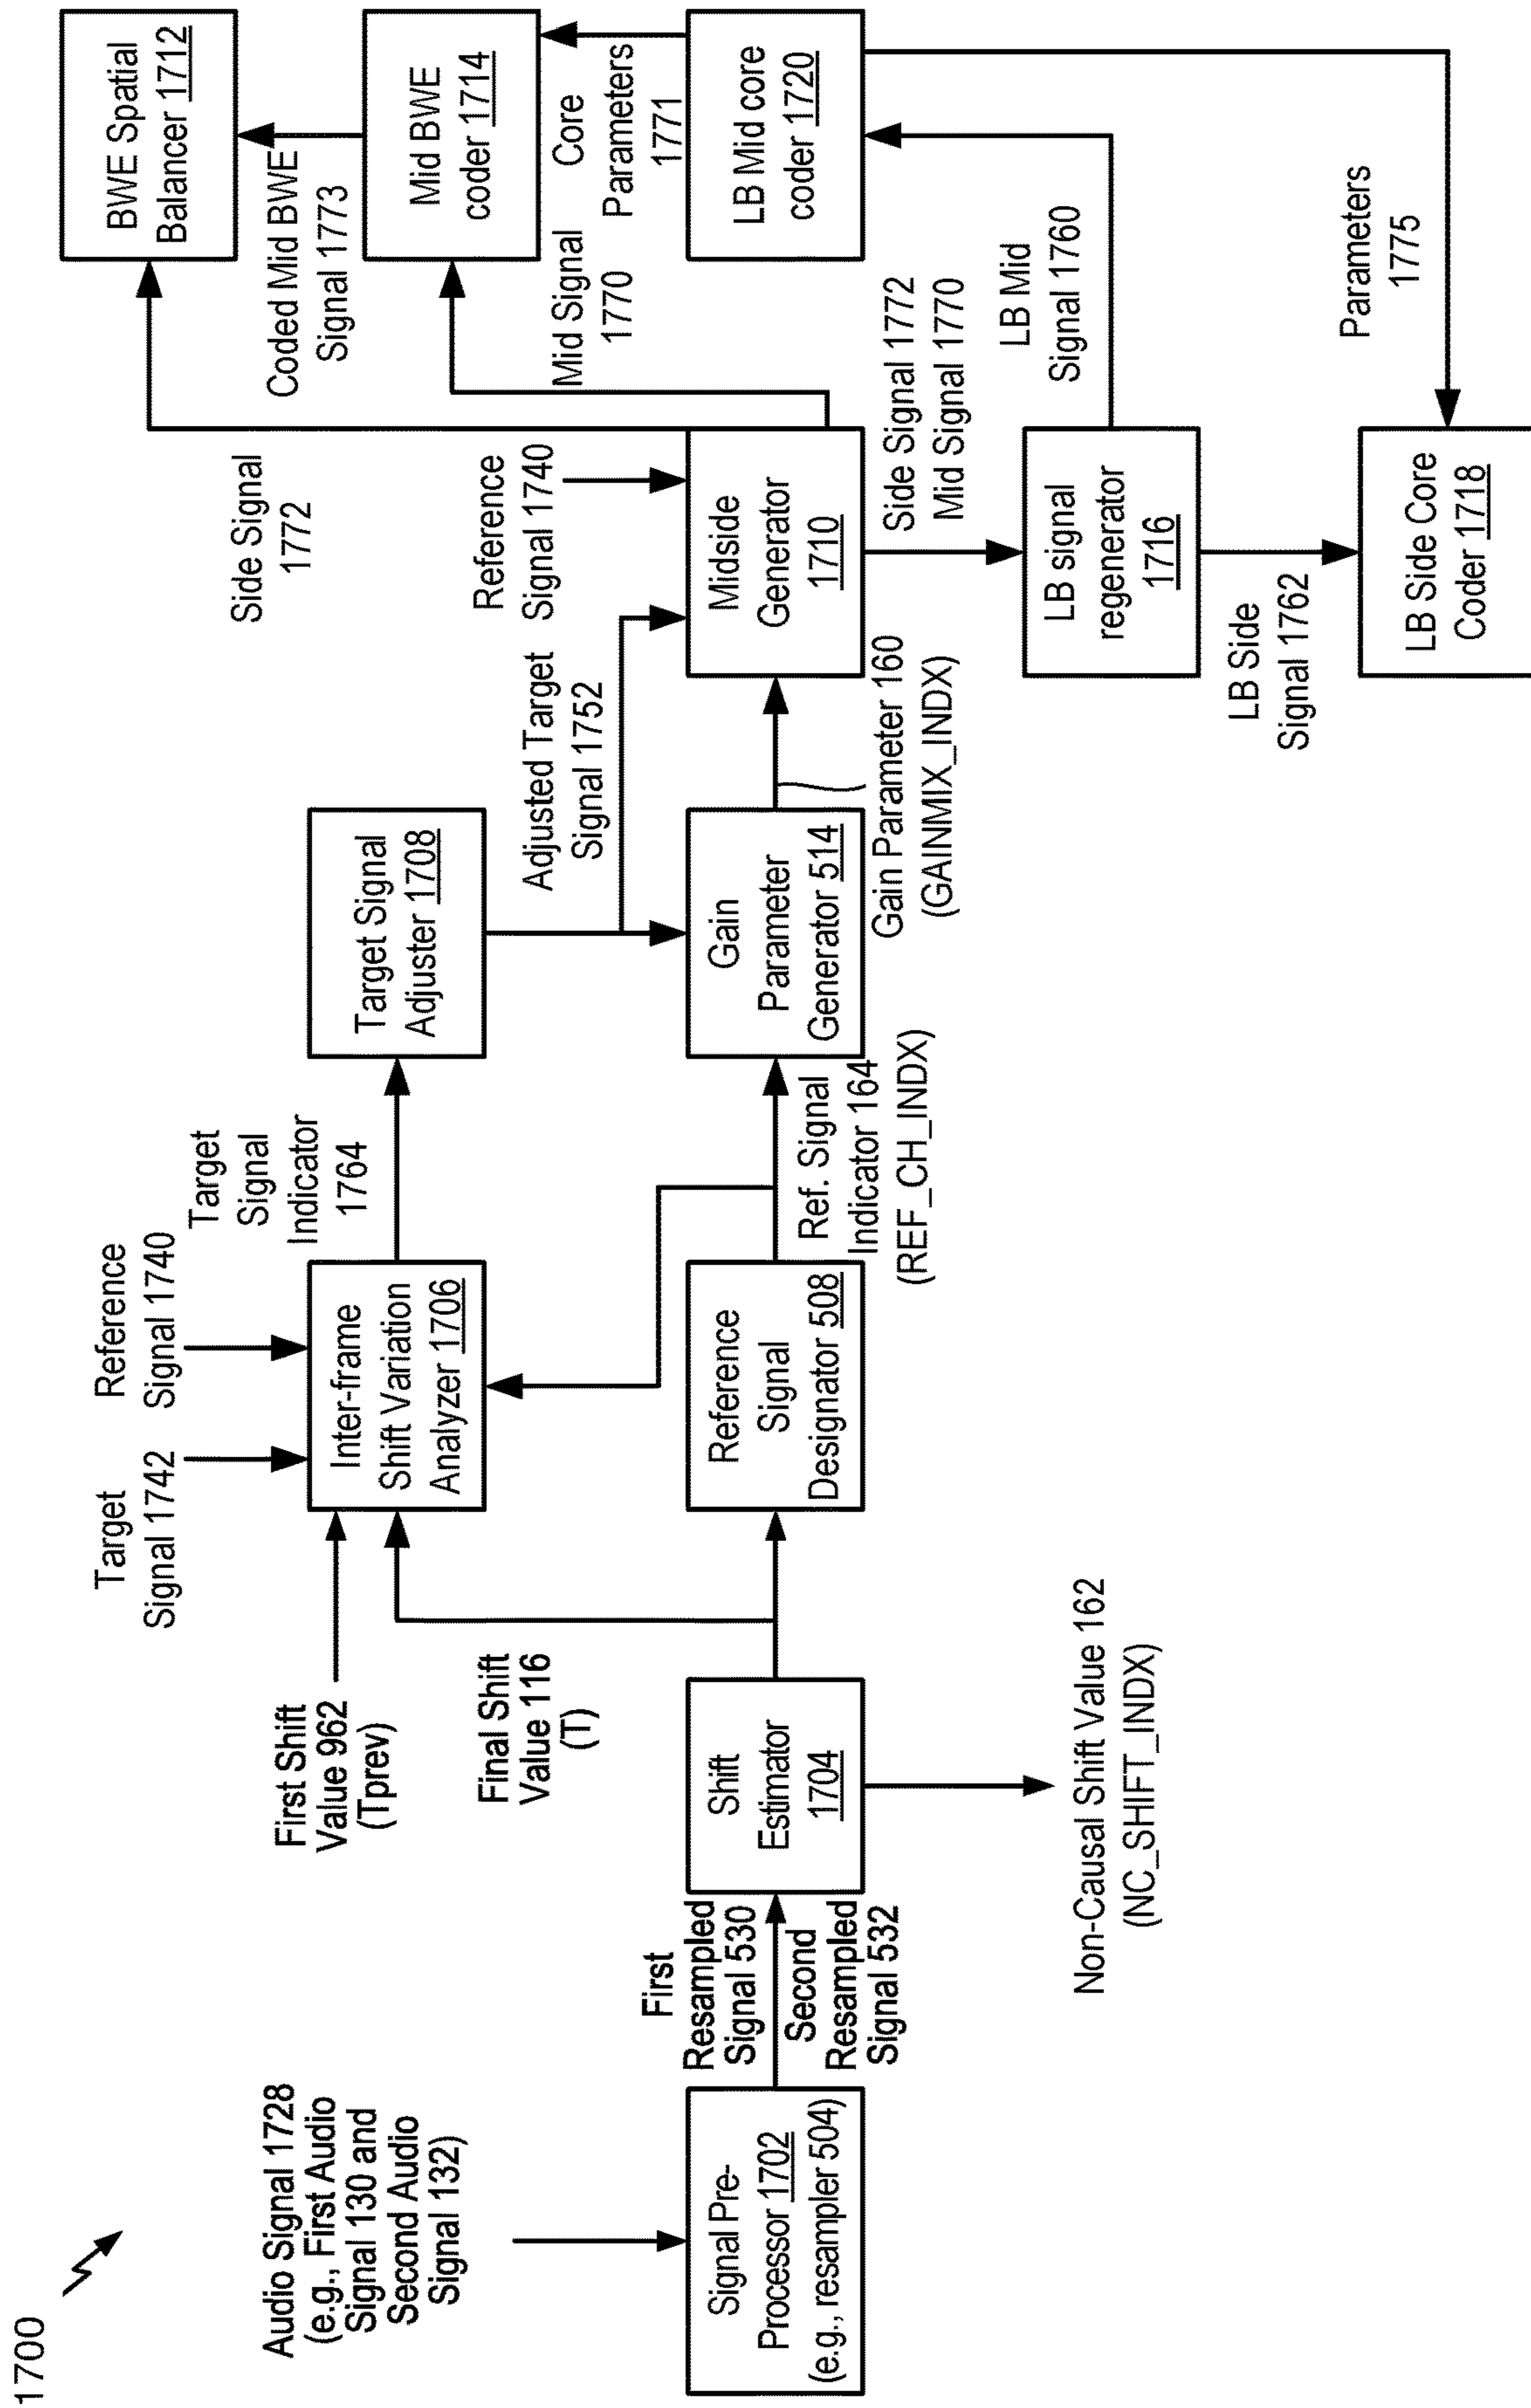 1700
Audio Signal 1728
(e.g., First Audio
Signal 130 and
Second Audio
Signal 132)
Signal Pre-
Processor 1702
(e.g., resampler 504)
First
Resampled
Signal 530
Second
Resampled
Signal 532
Shift
Estimator
1704
Non-Causal Shift Value 162
(NC_SHIFT_INDX)
First Shift
Value 962
(Tprev)
Final Shift
Value 116
(T)
Target
Signal 1742
Reference
Signal 1740
Inter-frame
Shift Variation
Analyzer 1706
Reference
Signal
Designator 508
Target
Signal
Indicator
1764
Ref. Signal
Indicator 164
(REF_CH_INDX)
Target Signal
Adjuster 1708
Gain
Parameter
Generator 514
Adjusted Target
Signal 1752
Gain Parameter 160
(GAINMIX_INDX)
Reference
Signal 1740
Midside
Generator
1710
Side Signal
1772
Mid Signal
1770
Side Signal 1772
Mid Signal 1770
LB signal
regenerator
1716
LB Side
Signal 1762
LB Side Core
Coder 1718
LB Mid
Signal 1760
Parameters
1775
BWE Spatial
Balancer 1712
Coded Mid BWE
Signal 1773
Mid BWE
coder 1714
Core
Parameters
1771
LB Mid core
coder 1720